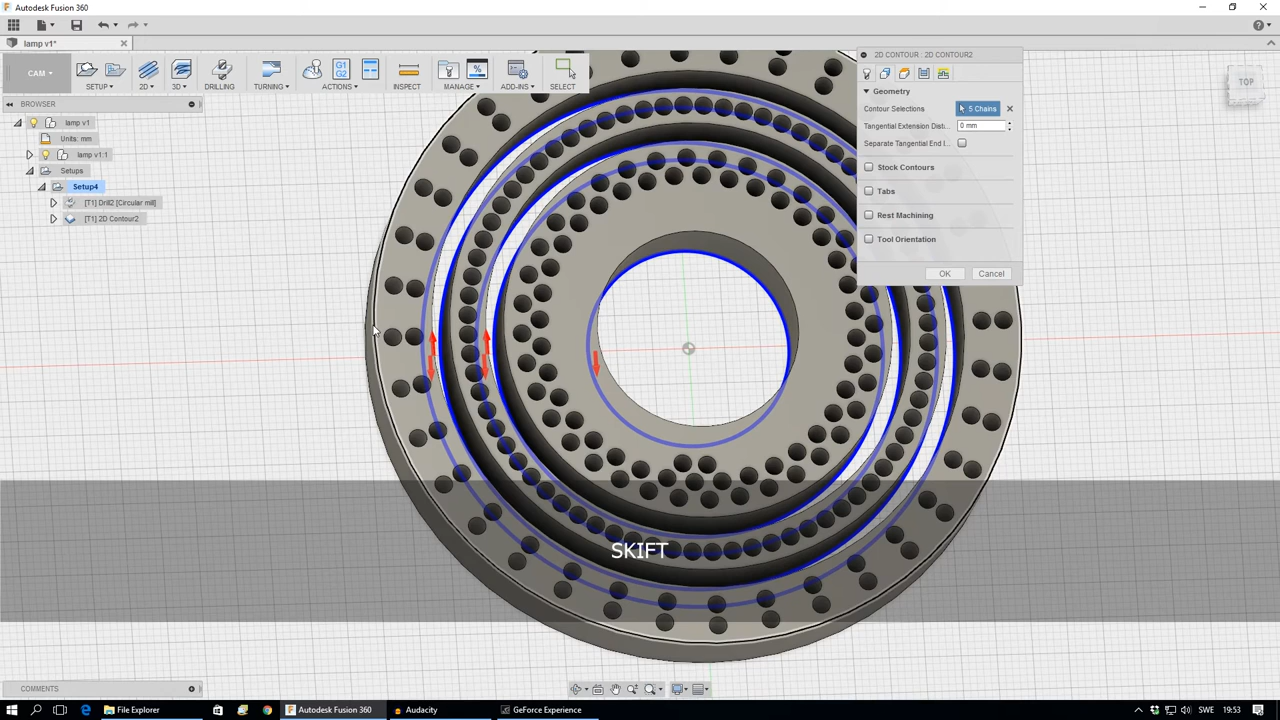 Autodesk Fusion 360
lamp v1*
CAM
SETUP
2D
3D
DRILLING
TURNING
G1
G2
ACTIONS
INSPECT
%
MANAGE
ADD-INS
SELECT
BROWSER
lamp v1
Units: mm
lamp v1:1
Setups
Setup4
[T1] Drill2 [Circular mill]
[T1] 2D Contour2
2D CONTOUR : 2D CONTOUR2
Geometry
Contour Selections
5 Chains
Tangential Extension Dist...
0 mm
Separate Tangential End I...
Stock Contours
Tabs
Rest Machining
Tool Orientation
OK
Cancel
TOP
SKIFT
COMMENTS
File Explorer
Autodesk Fusion 360
Audacity
GeForce Experience
SWE
19:53